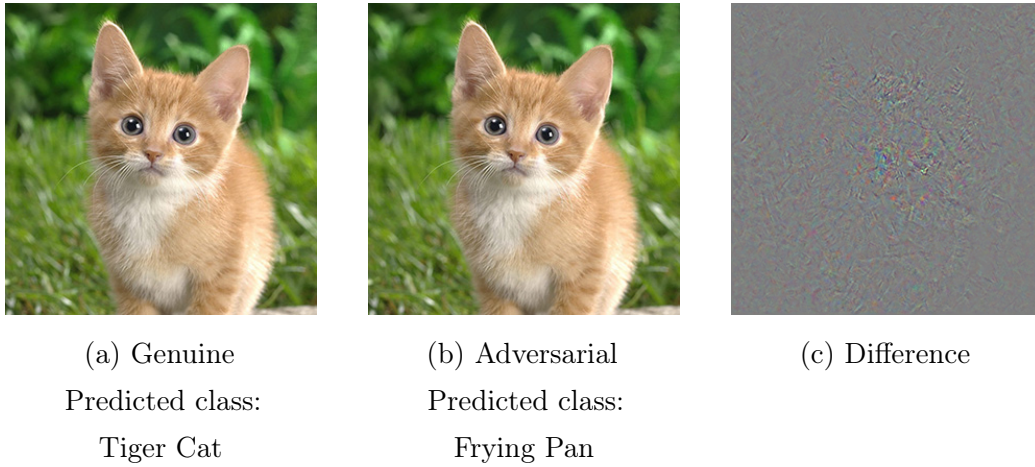 (a) Genuine
Predicted class:
Tiger Cat
(b) Adversarial
Predicted class:
Frying Pan
(c) Difference